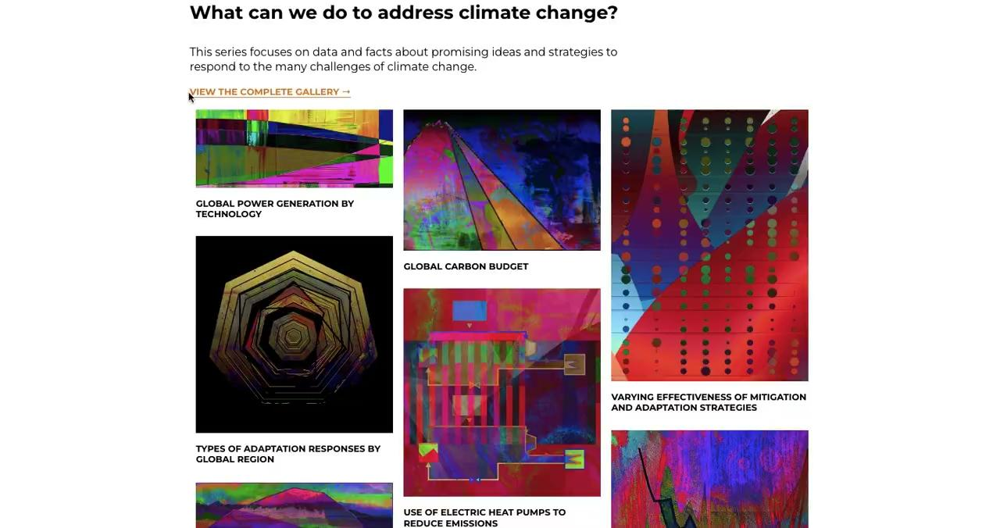 What can we do to address climate change?
This series focuses on data and facts about promising ideas and strategies to
respond to the many challenges of climate change.
VIEW THE COMPLETE GALLERY →
GLOBAL POWER GENERATION BY
TECHNOLOGY
GLOBAL CARBON BUDGET
VARYING EFFECTIVENESS OF MITIGATION
AND ADAPTATION STRATEGIES
TYPES OF ADAPTATION RESPONSES BY
GLOBAL REGION
USE OF ELECTRIC HEAT PUMPS TO
REDUCE EMISSIONS